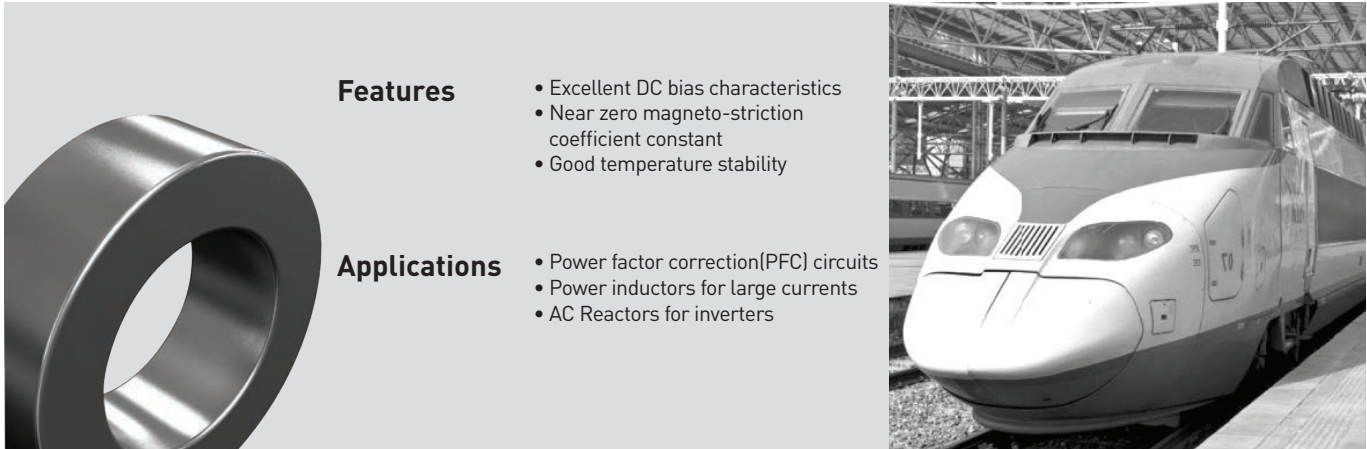 Features
• Excellent DC bias characteristics
• Near zero magneto-striction
coefficient constant
• Good temperature stability
Applications
• Power factor correction(PFC) circuits
• Power inductors for large currents
• AC Reactors for inverters